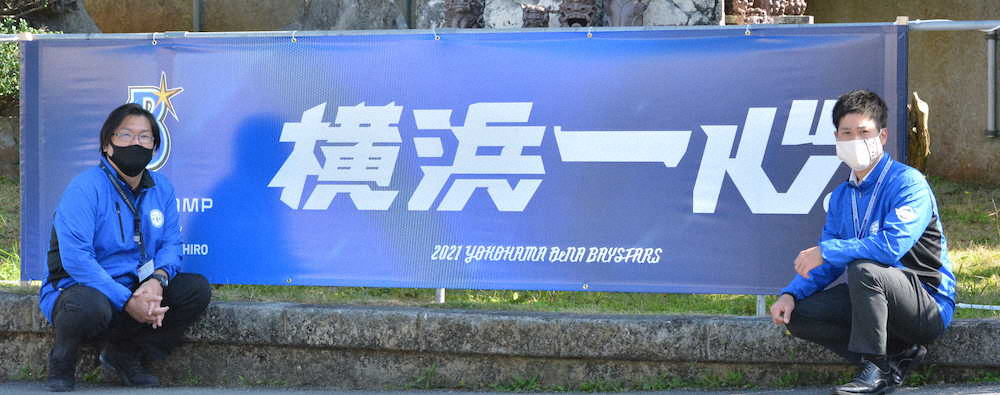 横浜一心
MP
HIRO
2021 YOKOHAMA DeNA BAYSTARS